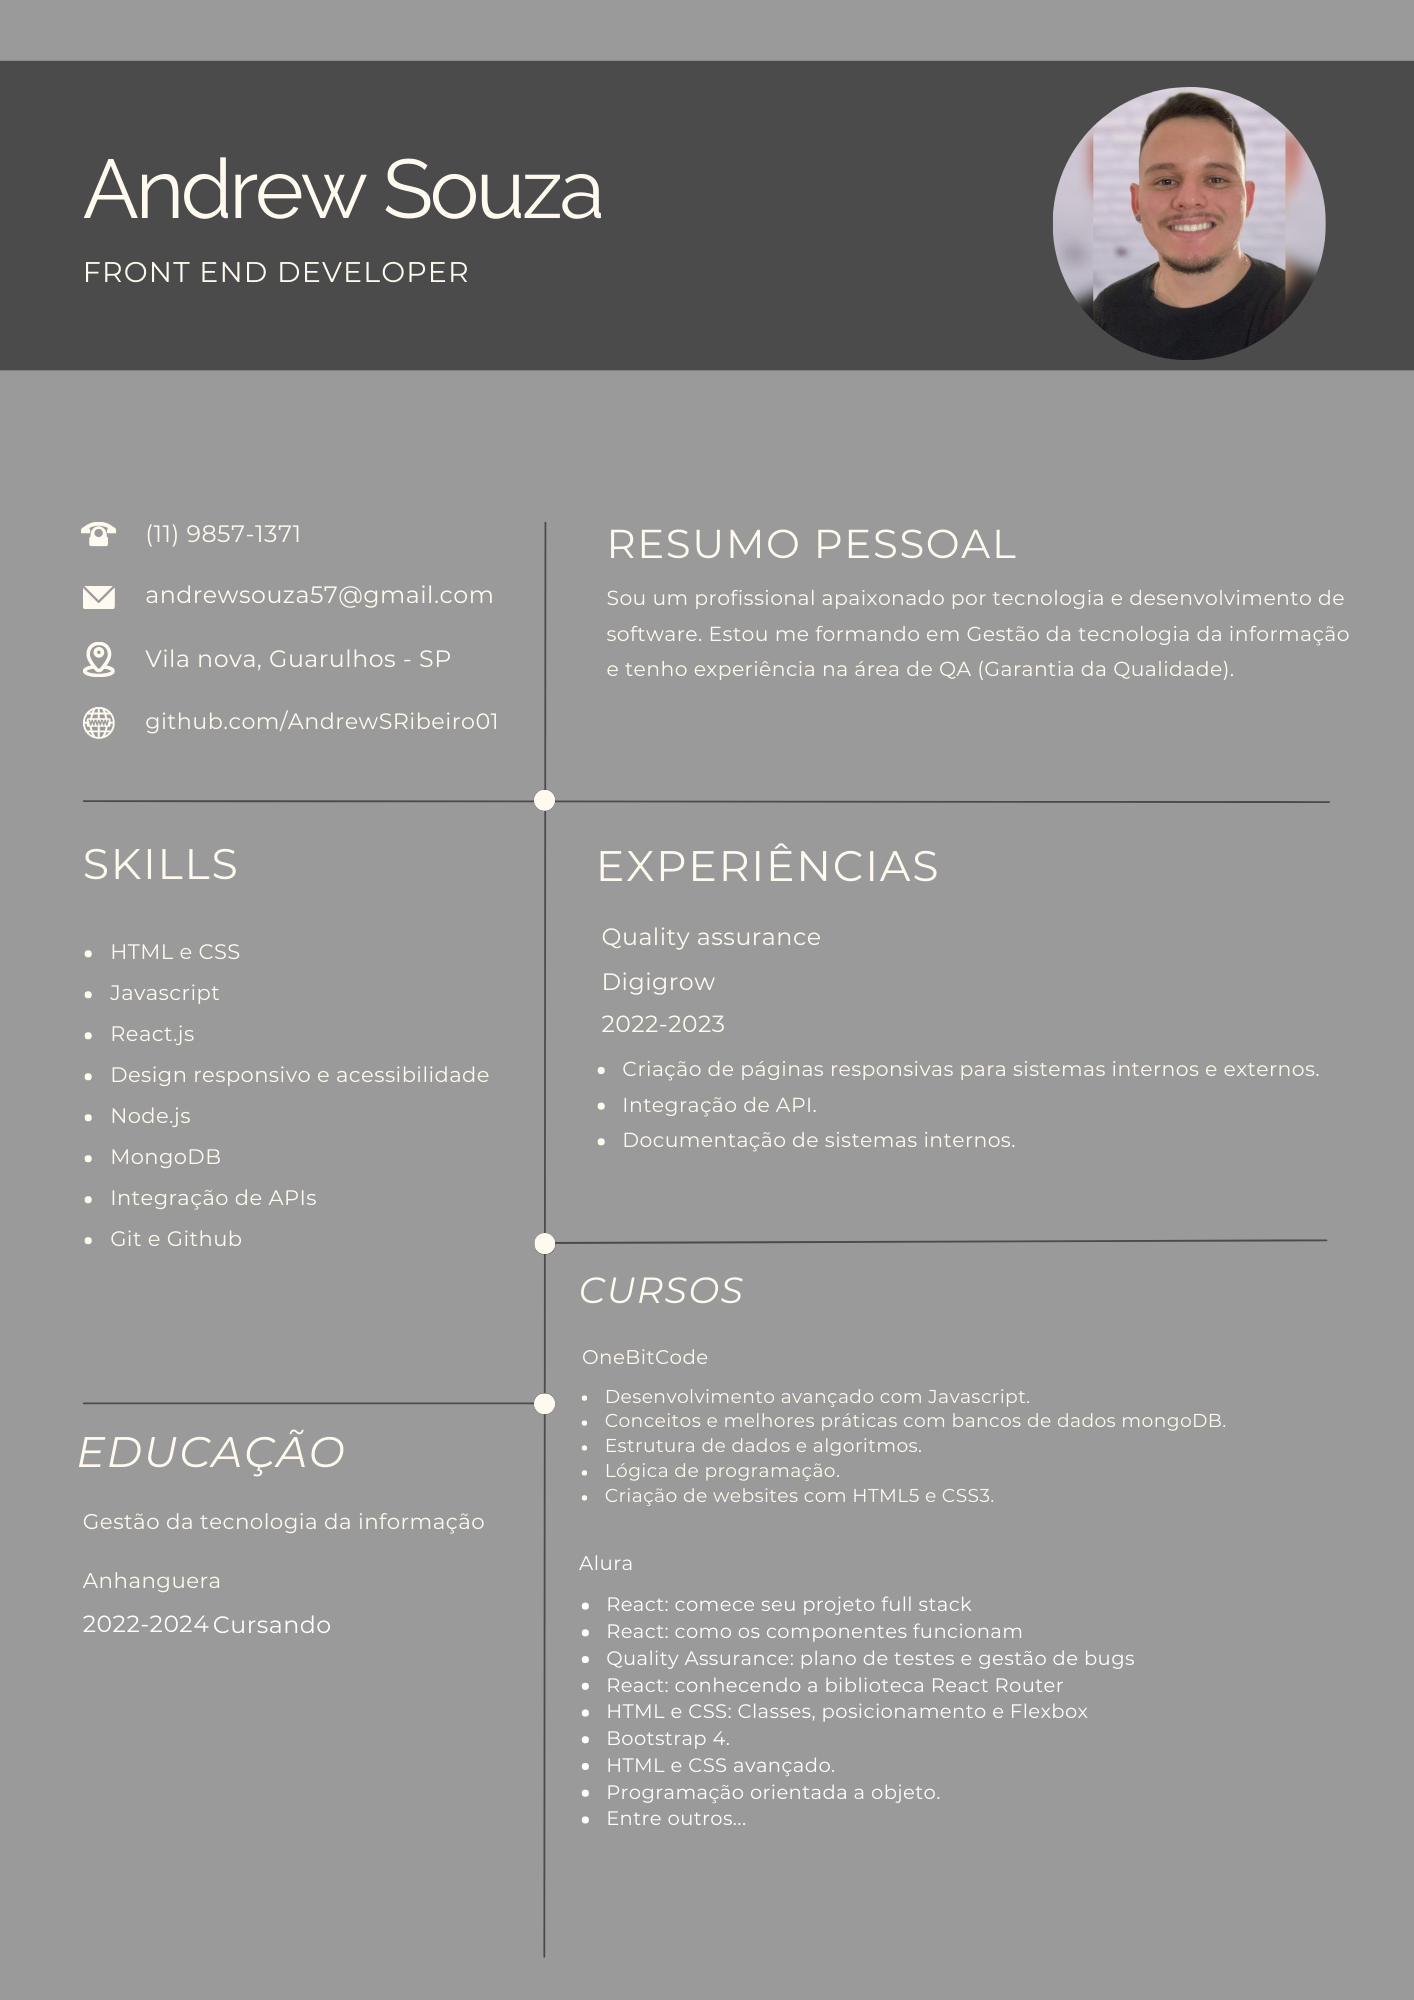 Andrew Souza
FRONT END DEVELOPER
(11) 9857-1371
andrewsouza57@gmail.com
Vila nova, Guarulhos - SP
github.com/AndrewSRibeiro01
RESUMO PESSOAL
Sou um profissional apaixonado por tecnologia e desenvolvimento de
software. Estou me formando em Gestão da tecnologia da informação
e tenho experiência na área de QA (Garantia da Qualidade).
SKILLS
• HTML e CSS
• Javascript
• React.js
• Design responsivo e acessibilidade
• Node.js
• MongoDB
• Integração de APIs
• Git e Github
EXPERIÊNCIAS
Quality assurance
Digigrow
2022-2023
• Criação de páginas responsivas para sistemas internos e externos.
• Integração de API.
• Documentação de sistemas internos.
EDUCAÇÃO
Gestão da tecnologia da informação
Anhanguera
2022-2024 Cursando
CURSOS
OneBitCode
• Desenvolvimento avançado com Javascript.
• Conceitos e melhores práticas com bancos de dados mongoDB.
• Estrutura de dados e algoritmos.
• Lógica de programação.
• Criação de websites com HTML5 e CSS3.
Alura
• React: comece seu projeto full stack
• React: como os componentes funcionam
• Quality Assurance: plano de testes e gestão de bugs
• React: conhecendo a biblioteca React Router
• HTML e CSS: Classes, posicionamento e Flexbox
• Bootstrap 4.
• HTML e CSS avançado.
• Programação orientada a objeto.
• Entre outros...